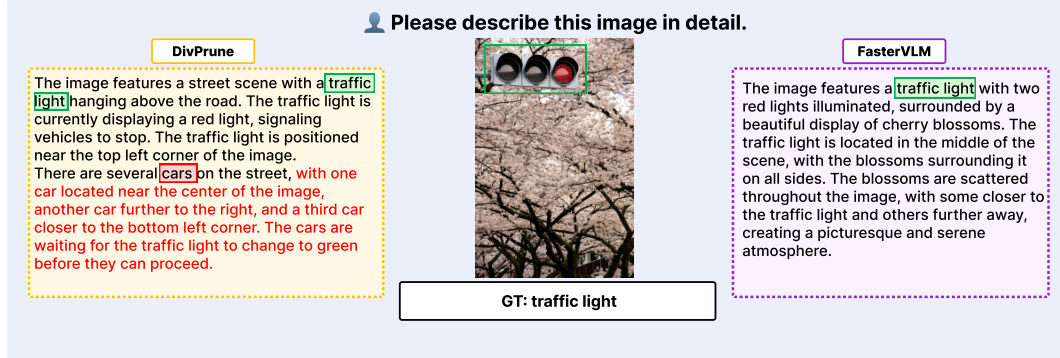 👤 Please describe this image in detail.
DivPrune
The image features a street scene with a traffic
light hanging above the road. The traffic light is
currently displaying a red light, signaling
vehicles to stop. The traffic light is positioned
near the top left corner of the image.
There are several cars on the street, with one
car located near the center of the image,
another car further to the right, and a third car
closer to the bottom left corner. The cars are
waiting for the traffic light to change to green
before they can proceed.
GT: traffic light
FasterVLM
The image features a traffic light with two
red lights illuminated, surrounded by a
beautiful display of cherry blossoms. The
traffic light is located in the middle of the
scene, with the blossoms surrounding it
on all sides. The blossoms are scattered
throughout the image, with some closer to
the traffic light and others further away,
creating a picturesque and serene
atmosphere.